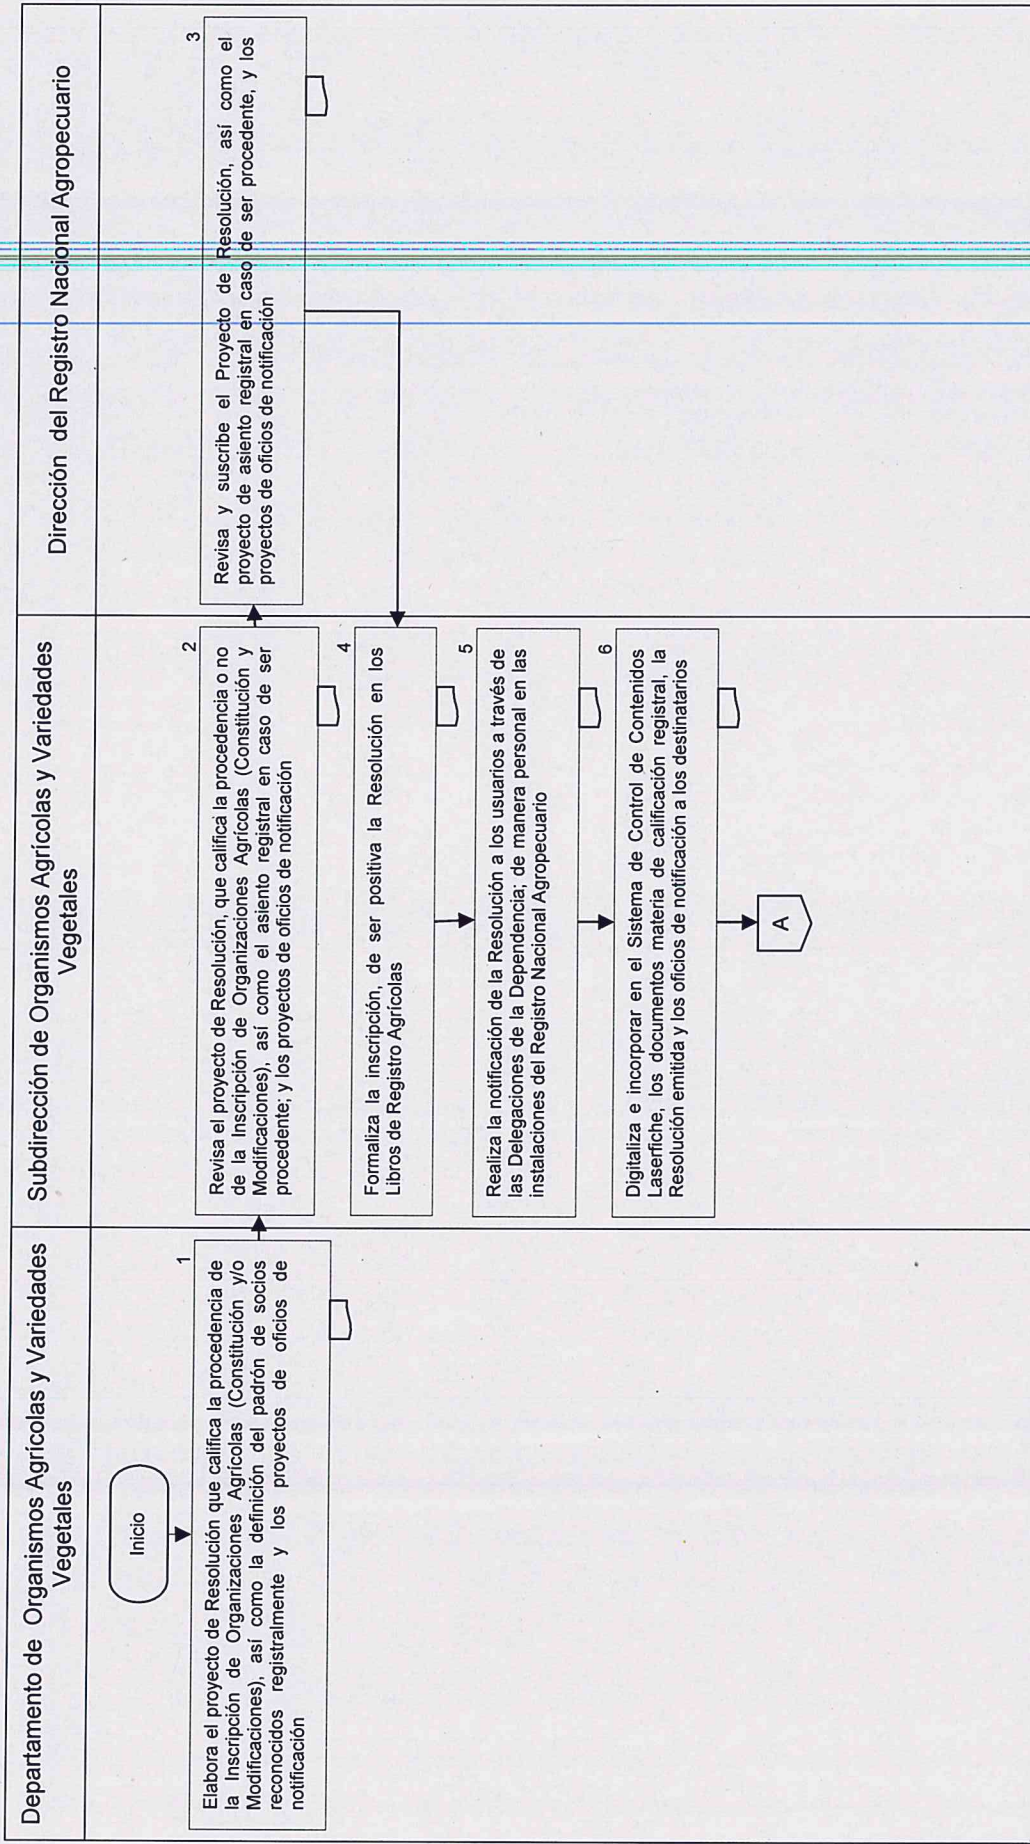 Departamento de Organismos Agrícolas y Variedades
Vegetales
Subdirección de Organismos Agrícolas y Variedades
Vegetales
Dirección del Registro Nacional Agropecuario
Inicio
1
Elabora el proyecto de Resolución que califica la procedencia de
la Inscripción de Organizaciones Agrícolas (Constitución y/o
Modificaciones), así como la definición del padrón de socios
reconocidos registralmente y los proyectos de oficios de
notificación
2
Revisa el proyecto de Resolución, que califica la procedencia o no
de la Inscripción de Organizaciones Agrícolas (Constitución y
Modificaciones), así como el asiento registral en caso de ser
procedente; y los proyectos de oficios de notificación
3
Revisa y suscribe el Proyecto de Resolución, así como el
proyecto de asiento registral en caso de ser procedente, y los
proyectos de oficios de notificación
4
Formaliza la inscripción, de ser positiva la Resolución en los
Libros de Registro Agrícolas
5
Realiza la notificación de la Resolución a los usuarios a través de
las Delegaciones de la Dependencia; de manera personal en las
instalaciones del Registro Nacional Agropecuario
6
Digitaliza e incorporar en el Sistema de Control de Contenidos
Laserfiche, los documentos materia de calificación registral, la
Resolución emitida y los oficios de notificación a los destinatarios
A